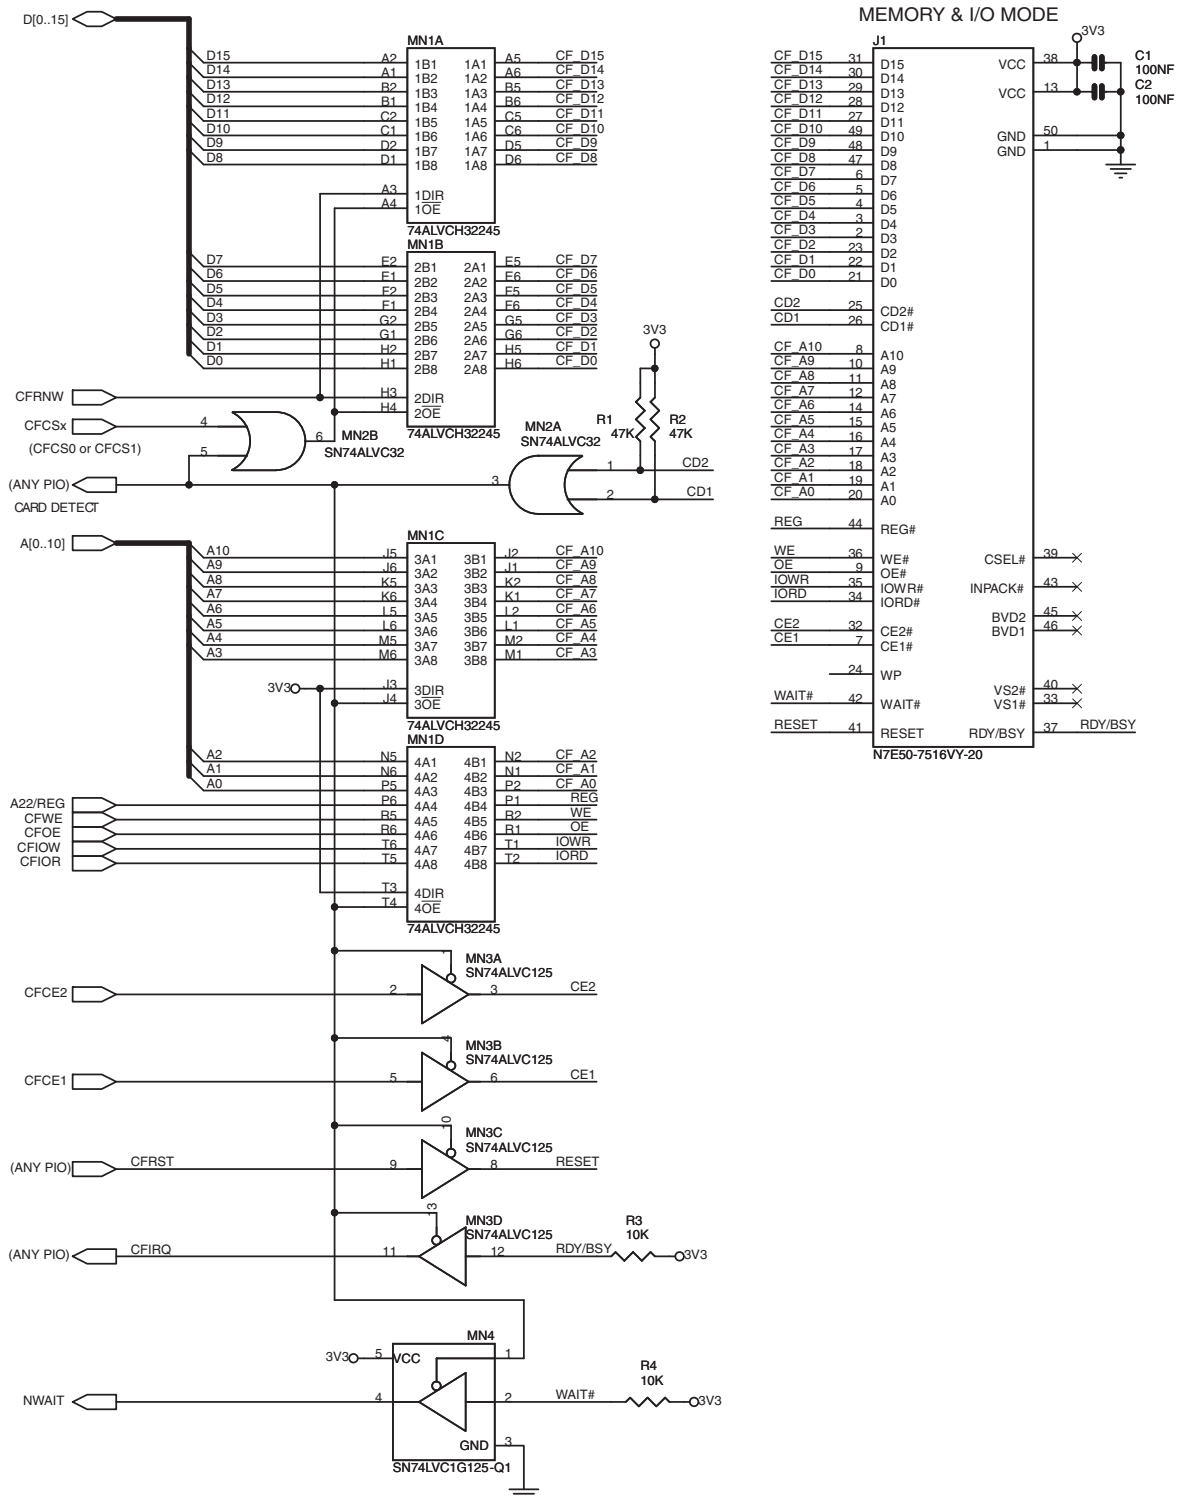 MEMORY & I/O MODE
D[0..15]
MN1A
D15 A2 1B1 1A1 A5 CF_D15
D14 A1 1B2 1A2 A6 CF_D14
D13 B2 1B3 1A3 B5 CF_D13
D12 B1 1B4 1A4 B6 CF_D12
D11 C2 1B5 1A5 C5 CF_D11
D10 C1 1B6 1A6 C6 CF_D10
D9 D2 1B7 1A7 D5 CF_D9
D8 D1 1B8 1A8 D6 CF_D8
A3 1DIR
A4 1OE
74ALVCH32245
MN1B
D7 E2 2B1 2A1 E5 CF_D7
D6 E1 2B2 2A2 E6 CF_D6
D5 F2 2B3 2A3 F5 CF_D5
D4 F1 2B4 2A4 F6 CF_D4
D3 G2 2B5 2A5 G5 CF_D3
D2 G1 2B6 2A6 G6 CF_D2
D1 H2 2B7 2A7 H5 CF_D1
D0 H1 2B8 2A8 H6 CF_D0
CFRNW H3 2DIR
H4 2OE
74ALVCH32245
CFCSx 4
(CFCS0 or CFCS1) 5
6 MN2B
SN74ALVC32
3V3
R1 47K
R2 47K
MN2A
SN74ALVC32
1 CD2
2 CD1
3
(ANY PIO)
CARD DETECT
A[0..10]
MN1C
A10 J5 3A1 3B1 J2 CF_A10
A9 J6 3A2 3B2 J1 CF_A9
A8 K5 3A3 3B3 K2 CF_A8
A7 K6 3A4 3B4 K1 CF_A7
A6 L5 3A5 3B5 L2 CF_A6
A5 L6 3A6 3B6 L1 CF_A5
A4 M5 3A7 3B7 M2 CF_A4
A3 M6 3A8 3B8 M1 CF_A3
3V3 J3 3DIR
J4 3OE
74ALVCH32245
MN1D
A2 N5 4A1 4B1 N2 CF_A2
A1 N6 4A2 4B2 N1 CF_A1
A0 P5 4A3 4B3 P2 CF_A0
A22/REG P6 4A4 4B4 P1 REG
CFWE R5 4A5 4B5 R2 WE
CFOE R6 4A6 4B6 R1 OE
CFIOW T6 4A7 4B7 T1 IOWR
CFIOR T5 4A8 4B8 T2 IORD
T3 4DIR
T4 4OE
74ALVCH32245
1 MN3A
SN74ALVC125
CFCE2 2 3 CE2
4 MN3B
SN74ALVC125
CFCE1 5 6 CE1
10 MN3C
SN74ALVC125
(ANY PIO) CFRST 9 8 RESET
13 MN3D
SN74ALVC125
R3
10K
(ANY PIO) CFIRQ 11 12 RDY/BSY 3V3
MN4
3V3 5 VCC 1
R4
10K
NWAIT 4 2 WAIT# 3V3
GND 3
SN74LVC1G125-Q1
J1
3V3
CF_D15 31 D15 VCC 38
CF_D14 30 D14
CF_D13 29 D13 VCC 13
CF_D12 28 D12
C1
100NF
C2
100NF
CF_D11 27 D11
CF_D10 49 D10 GND 50
CF_D9 48 D9 GND 1
CF_D8 47 D8
CF_D7 6 D7
CF_D6 5 D6
CF_D5 4 D5
CF_D4 3 D4
CF_D3 2 D3
CF_D2 23 D2
CF_D1 22 D1
CF_D0 21 D0
CD2 25 CD2#
CD1 26 CD1#
CF_A10 8 A10
CF_A9 10 A9
CF_A8 11 A8
CF_A7 12 A7
CF_A6 14 A6
CF_A5 15 A5
CF_A4 16 A4
CF_A3 17 A3
CF_A2 18 A2
CF_A1 19 A1
CF_A0 20 A0
REG 44 REG#
WE 36 WE# CSEL# 39
OE 9 OE#
IOWR 35 IOWR# INPACK# 43
IORD 34 IORD#
BVD2 45
CE2 32 CE2# BVD1 46
CE1 7 CE1#
24 WP
VS2# 40
WAIT# 42 WAIT# VS1# 33
RESET 41 RESET RDY/BSY 37 RDY/BSY
N7E50-7516VY-20